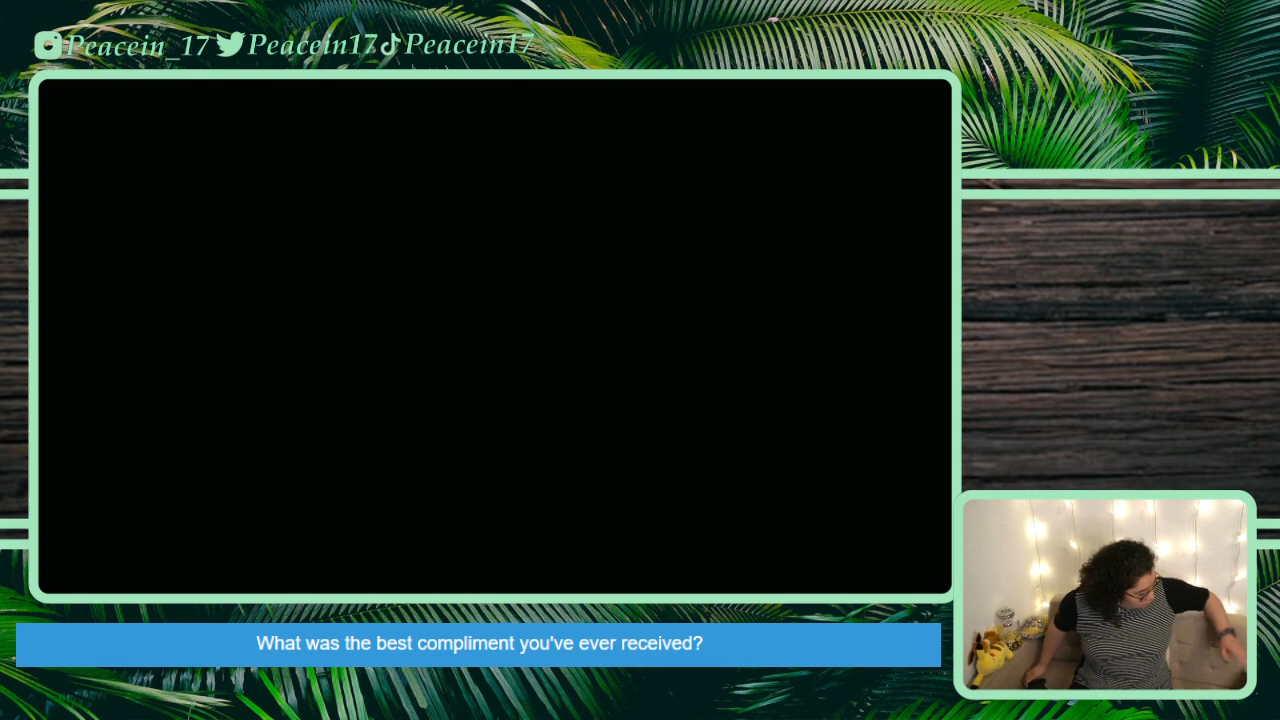 Peacein_17 Peacein17 Peacein17
What was the best compliment you've ever received?